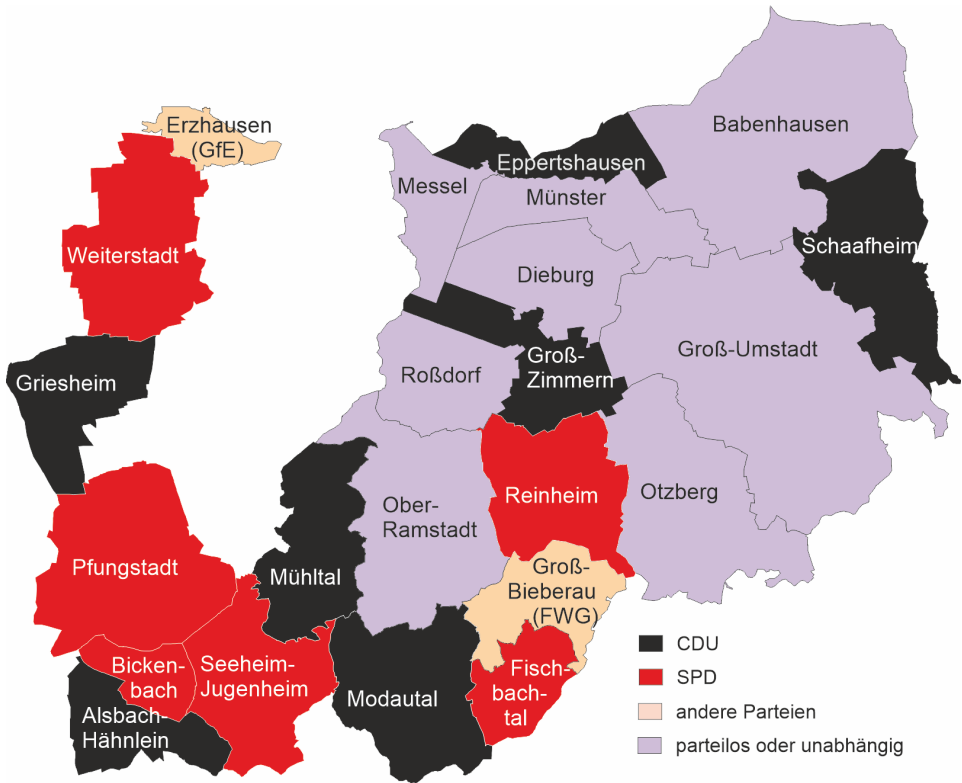 Babenhausen
Erzhausen
(GfE)
Eppertshausen
Messel
Münster
Weiterstadt
Schaafheim
Dieburg
Groß-
Zimmern
Groß-Umstadt
Roßdorf
Griesheim
Reinheim
Otzberg
Ober-
Ramstadt
Pfungstadt
Mühltal
Groß-
Bieberau
(FWG)
Bicken-
bach
Seeheim-
Jugenheim
Fisch-
bach-
tal
Modautal
Alsbach-
Hähnlein
CDU
SPD
andere Parteien
parteilos oder unabhängig